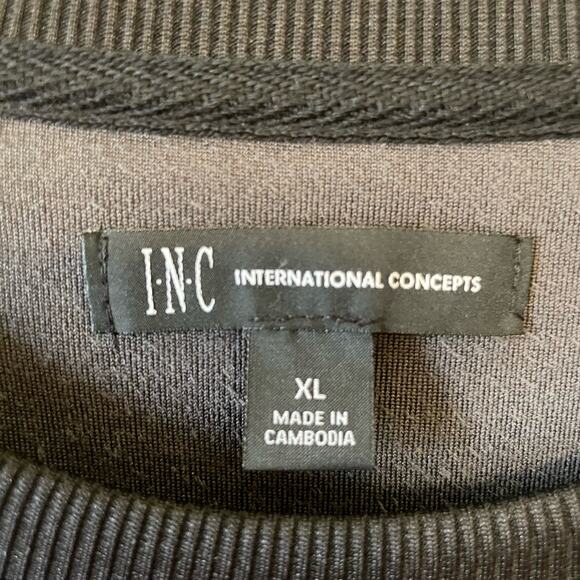 I·N·C INTERNATIONAL CONCEPTS
XL
MADE IN
CAMBODIA